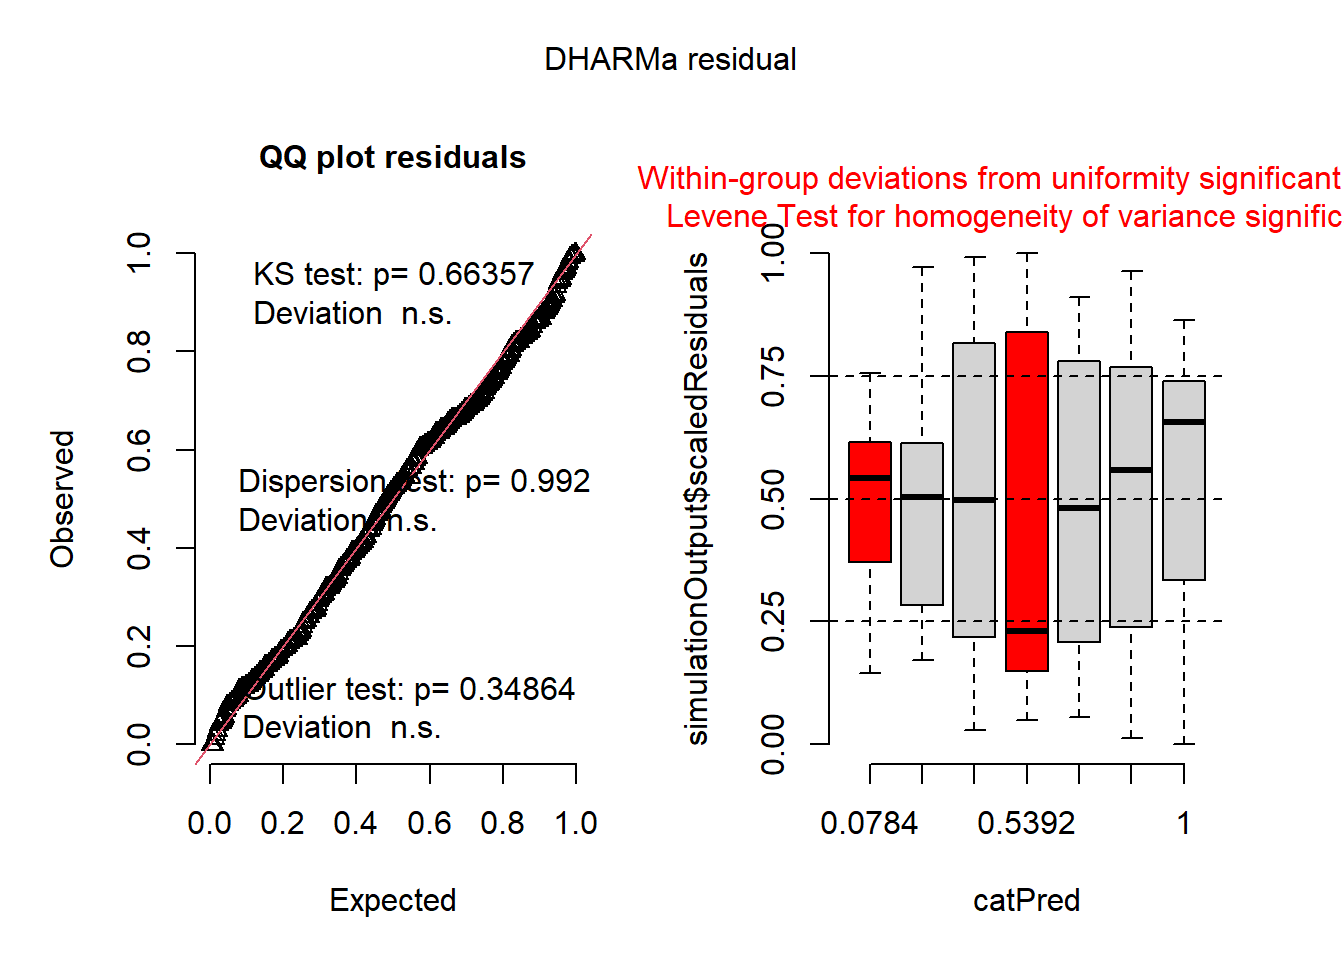 DHARMa residual
QQ plot residuals
KS test: p= 0.66357
Deviation  n.s.
Dispersion test: p= 0.992
Deviation  n.s.
Outlier test: p= 0.34864
Deviation  n.s.
Observed
0.0 0.2 0.4 0.6 0.8 1.0
0.0 0.2 0.4 0.6 0.8 1.0
Expected
Within-group deviations from uniformity significant
Levene Test for homogeneity of variance signific
simulationOutput$scaledResiduals
0.00 0.25 0.50 0.75 1.00
0.0784 0.5392 1
catPred